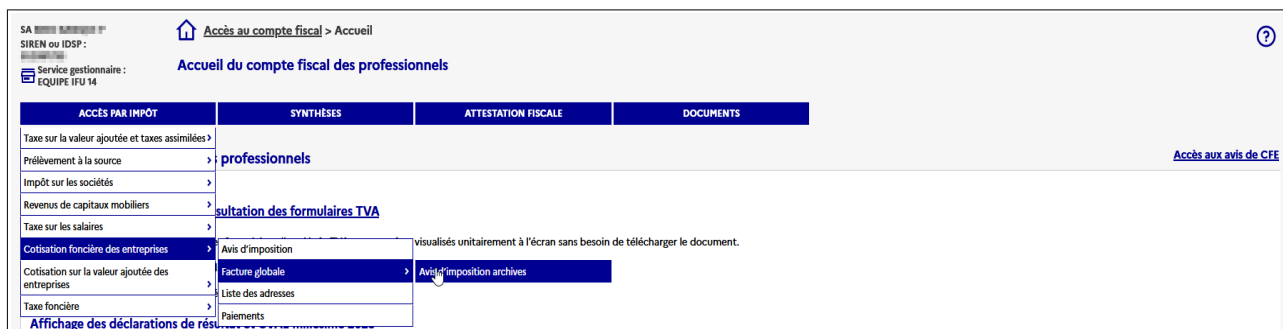 SA
SIREN ou IDSP :
Service gestionnaire :
EQUIPE IFU 14
Accès au compte fiscal > Accueil
Accueil du compte fiscal des professionnels
?
ACCÈS PAR IMPÔT
SYNTHÈSES
ATTESTATION FISCALE
DOCUMENTS
Taxe sur la valeur ajoutée et taxes assimilées >
Prélèvement à la source >
professionnels
Accès aux avis de CFE
Impôt sur les sociétés >
Revenus de capitaux mobiliers >
sultation des formulaires TVA
Taxe sur les salaires >
Cotisation foncière des entreprises >
Avis d'imposition
visualisés unitairement à l'écran sans besoin de télécharger le document.
Cotisation sur la valeur ajoutée des
entreprises >
Facture globale >
Avis d'imposition archives
Liste des adresses
Taxe foncière >
Paiements
Affichage des déclarations de